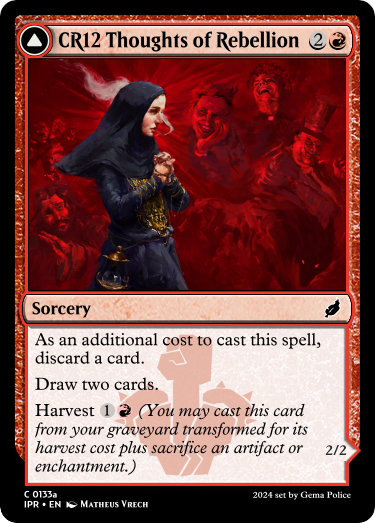 CR12 Thoughts of Rebellion 2
Sorcery
As an additional cost to cast this spell,
discard a card.
Draw two cards.
Harvest 1 (You may cast this card
from your graveyard transformed for its
harvest cost plus sacrifice an artifact or
enchantment.)
2/2
C 0133a
IPR • EN Matheus Vrech
2024 set by Gema Police